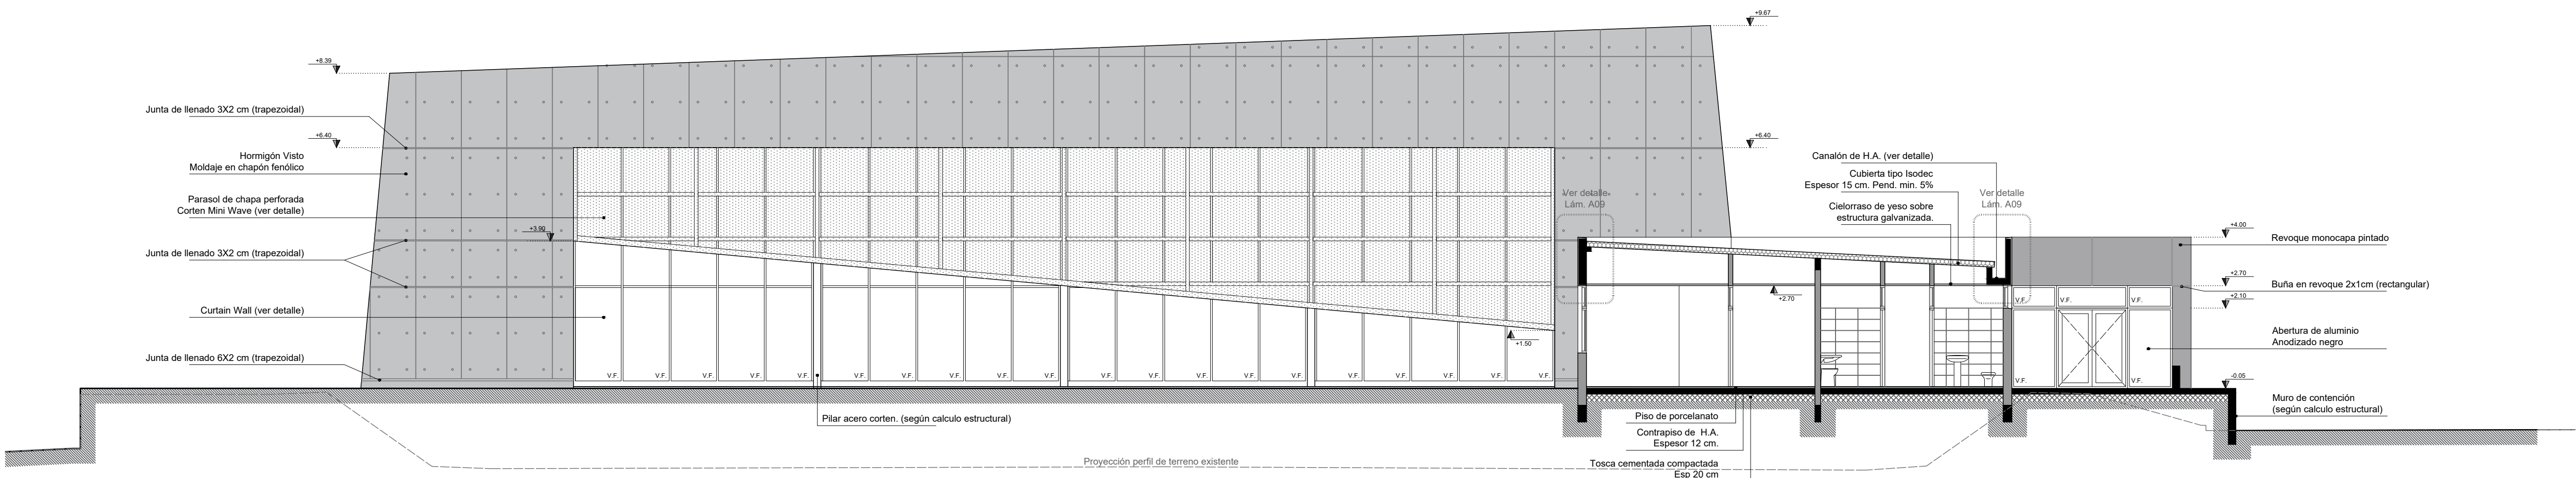 +9.67
+8.39
Junta de llenado 3X2 cm (trapezoidal)
+6.40
+6.40
Hormigón Visto
Moldaje en chapón fenólico
Parasol de chapa perforada
Corten Mini Wave (ver detalle)
+3.90
Junta de llenado 3X2 cm (trapezoidal)
Curtain Wall (ver detalle)
Junta de llenado 6X2 cm (trapezoidal)
V.F. V.F. V.F. V.F. V.F. V.F. V.F. V.F. V.F. V.F. V.F. V.F. V.F. V.F. V.F. V.F. V.F. V.F. V.F. V.F.
+1.50
Pilar acero corten. (según calculo estructural)
Proyección perfil de terreno existente
Ver detalle
Lám. A09
Canalón de H.A. (ver detalle)
Cubierta tipo Isodec
Espesor 15 cm. Pend. min. 5%
Cielorraso de yeso sobre
estructura galvanizada.
Ver detalle
Lám. A09
+2.70
V.F. V.F. V.F.
V.F. V.F.
+4.00
Revoque monocapa pintado
+2.70
Buña en revoque 2x1cm (rectangular)
+2.10
Abertura de aluminio
Anodizado negro
-0.05
Muro de contención
(según calculo estructural)
Piso de porcelanato
Contrapiso de H.A.
Espesor 12 cm.
Tosca cementada compactada
Esp 20 cm